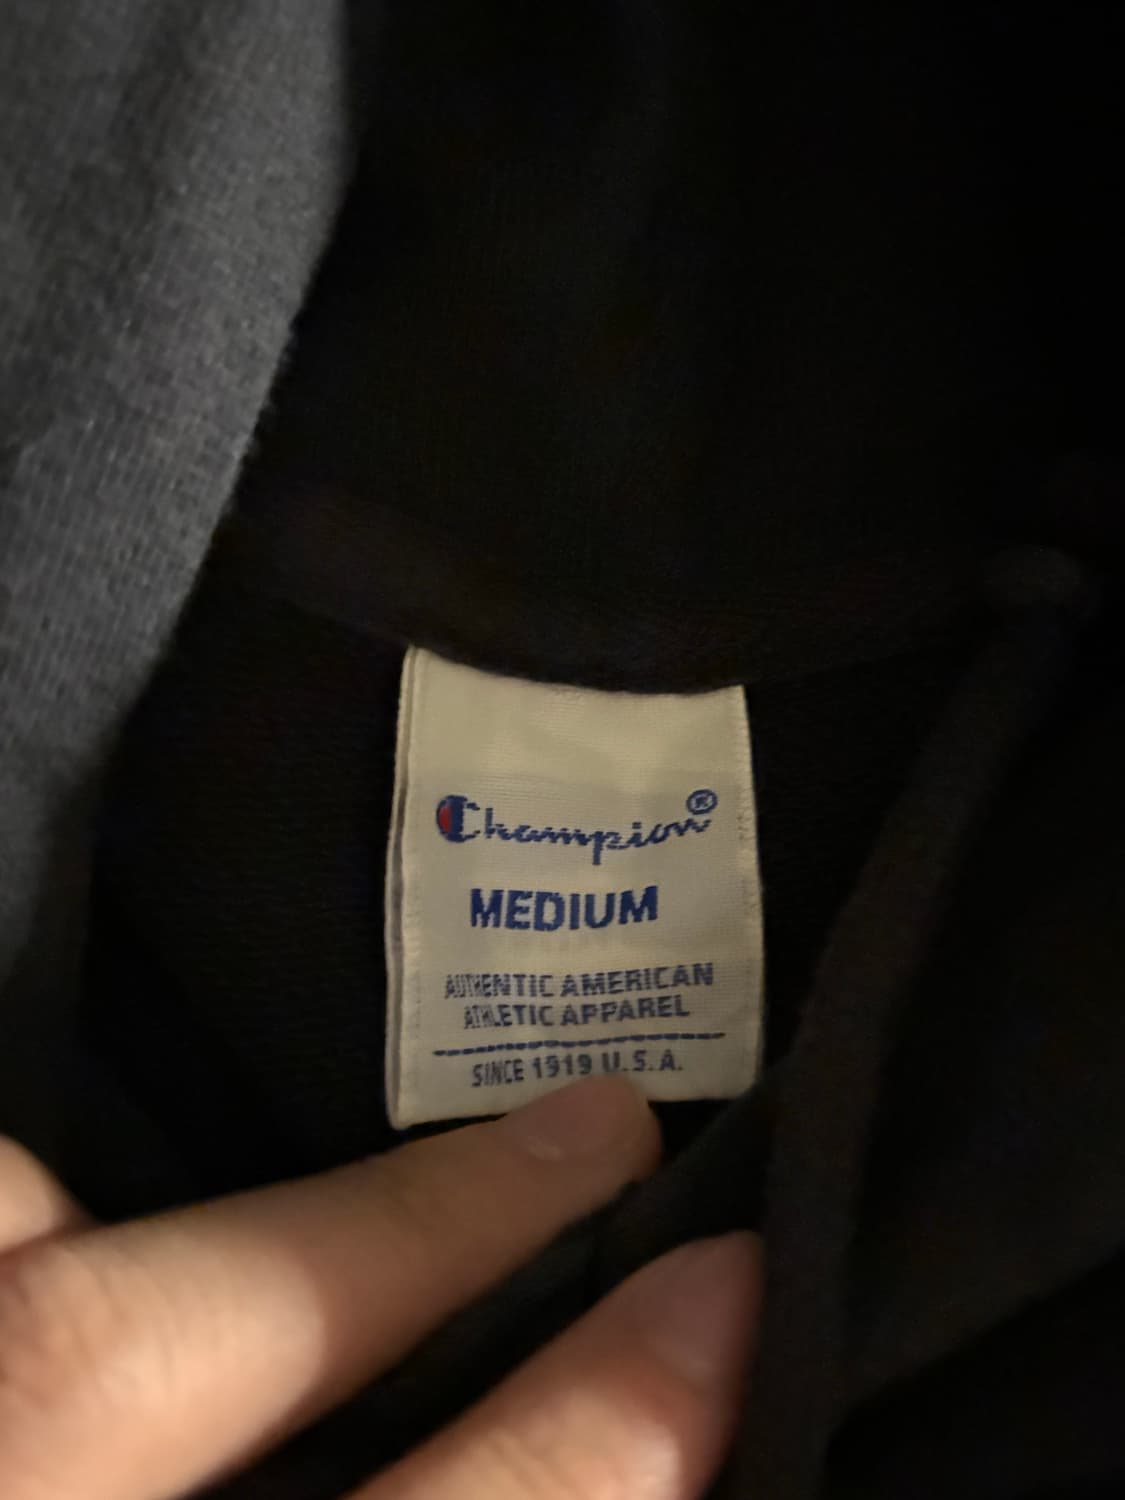 Champion®
MEDIUM
AUTHENTIC AMERICAN
ATHLETIC APPAREL
SINCE 1919 U.S.A.